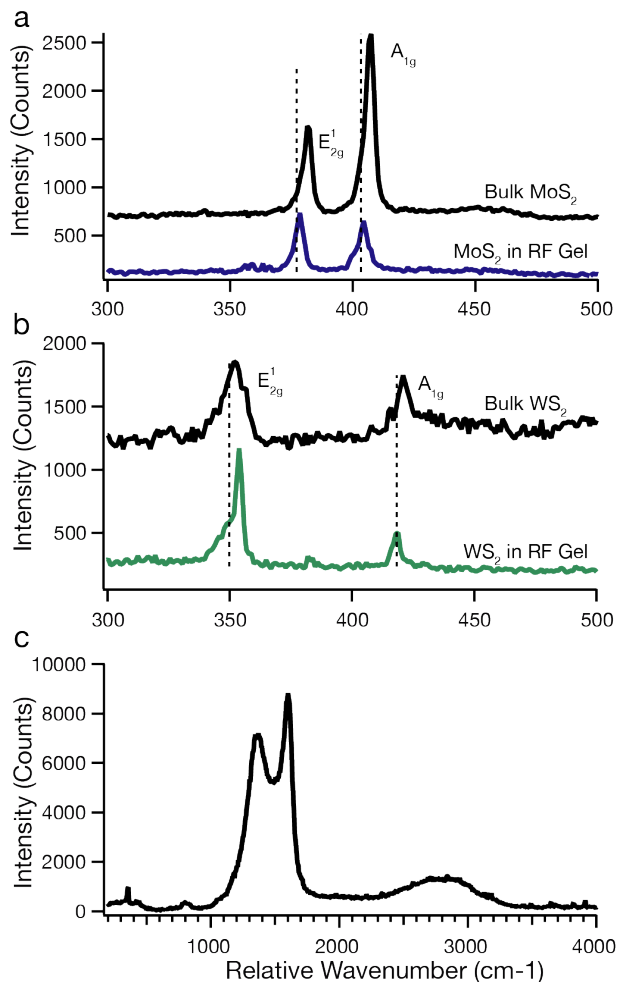 a
2500
2000
1500
1000
500
Intensity (Counts)
E¹₂g
A₁g
Bulk MoS₂
MoS₂ in RF Gel
300 350 400 450 500
b
2000
1500
1000
500
Intensity (Counts)
E¹₂g
A₁g
Bulk WS₂
WS₂ in RF Gel
300 350 400 450 500
c
10000
8000
6000
4000
2000
0
Intensity (Counts)
1000 2000 3000 4000
Relative Wavenumber (cm-1)